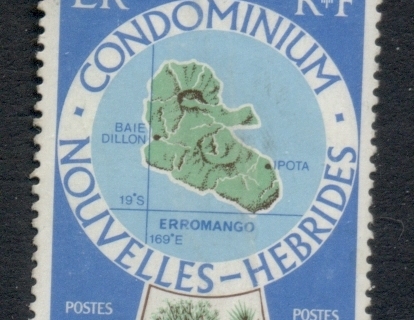 ER RF
· CONDOMINIUM ·
BAIE
DILLON
IPOTA
19°S
ERROMANGO
169°E
NOUVELLES-HEBRIDES
POSTES POSTES